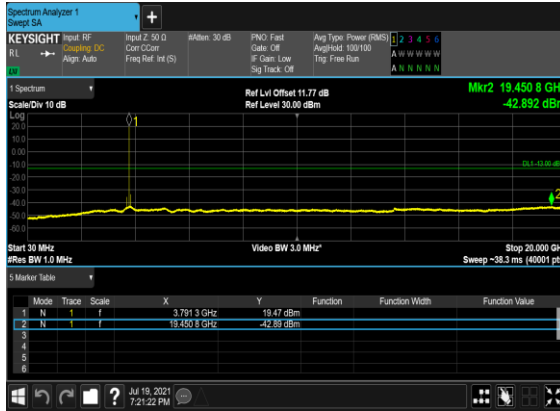 Spectrum Analyzer 1
Swept SA
KEYSIGHT Input: RF Input Z: 50 Ω #Atten: 30 dB PNO: Fast Avg Type: Power (RMS) 1 2 3 4 5 6
RL Coupling: DC Corr CCorr Gate: Off Avg|Hold: 100/100 A W W W W W
Align: Auto Freq Ref: Int (S) IF Gain: Low Trig: Free Run
LU Sig Track: Off A N N N N N
1 Spectrum Ref Lvl Offset 11.77 dB Mkr2 19.450 8 GHz
Scale/Div 10 dB Ref Level 30.00 dBm -42.892 dBm
Log
20.0 1
10.0
0.00
-10.0 DL1 -13.00 dB
-20.0
-30.0
-40.0 2
-50.0
-60.0
Start 30 MHz Video BW 3.0 MHz* Stop 20.000 GH
#Res BW 1.0 MHz Sweep ~38.3 ms (40001 pt
5 Marker Table
Mode Trace Scale X Y Function Function Width Function Value
1 N 1 f 3.791 3 GHz 19.47 dBm
2 N 1 f 19.450 8 GHz -42.89 dBm
3
4
5
6
Jul 19, 2021
7:21:22 PM